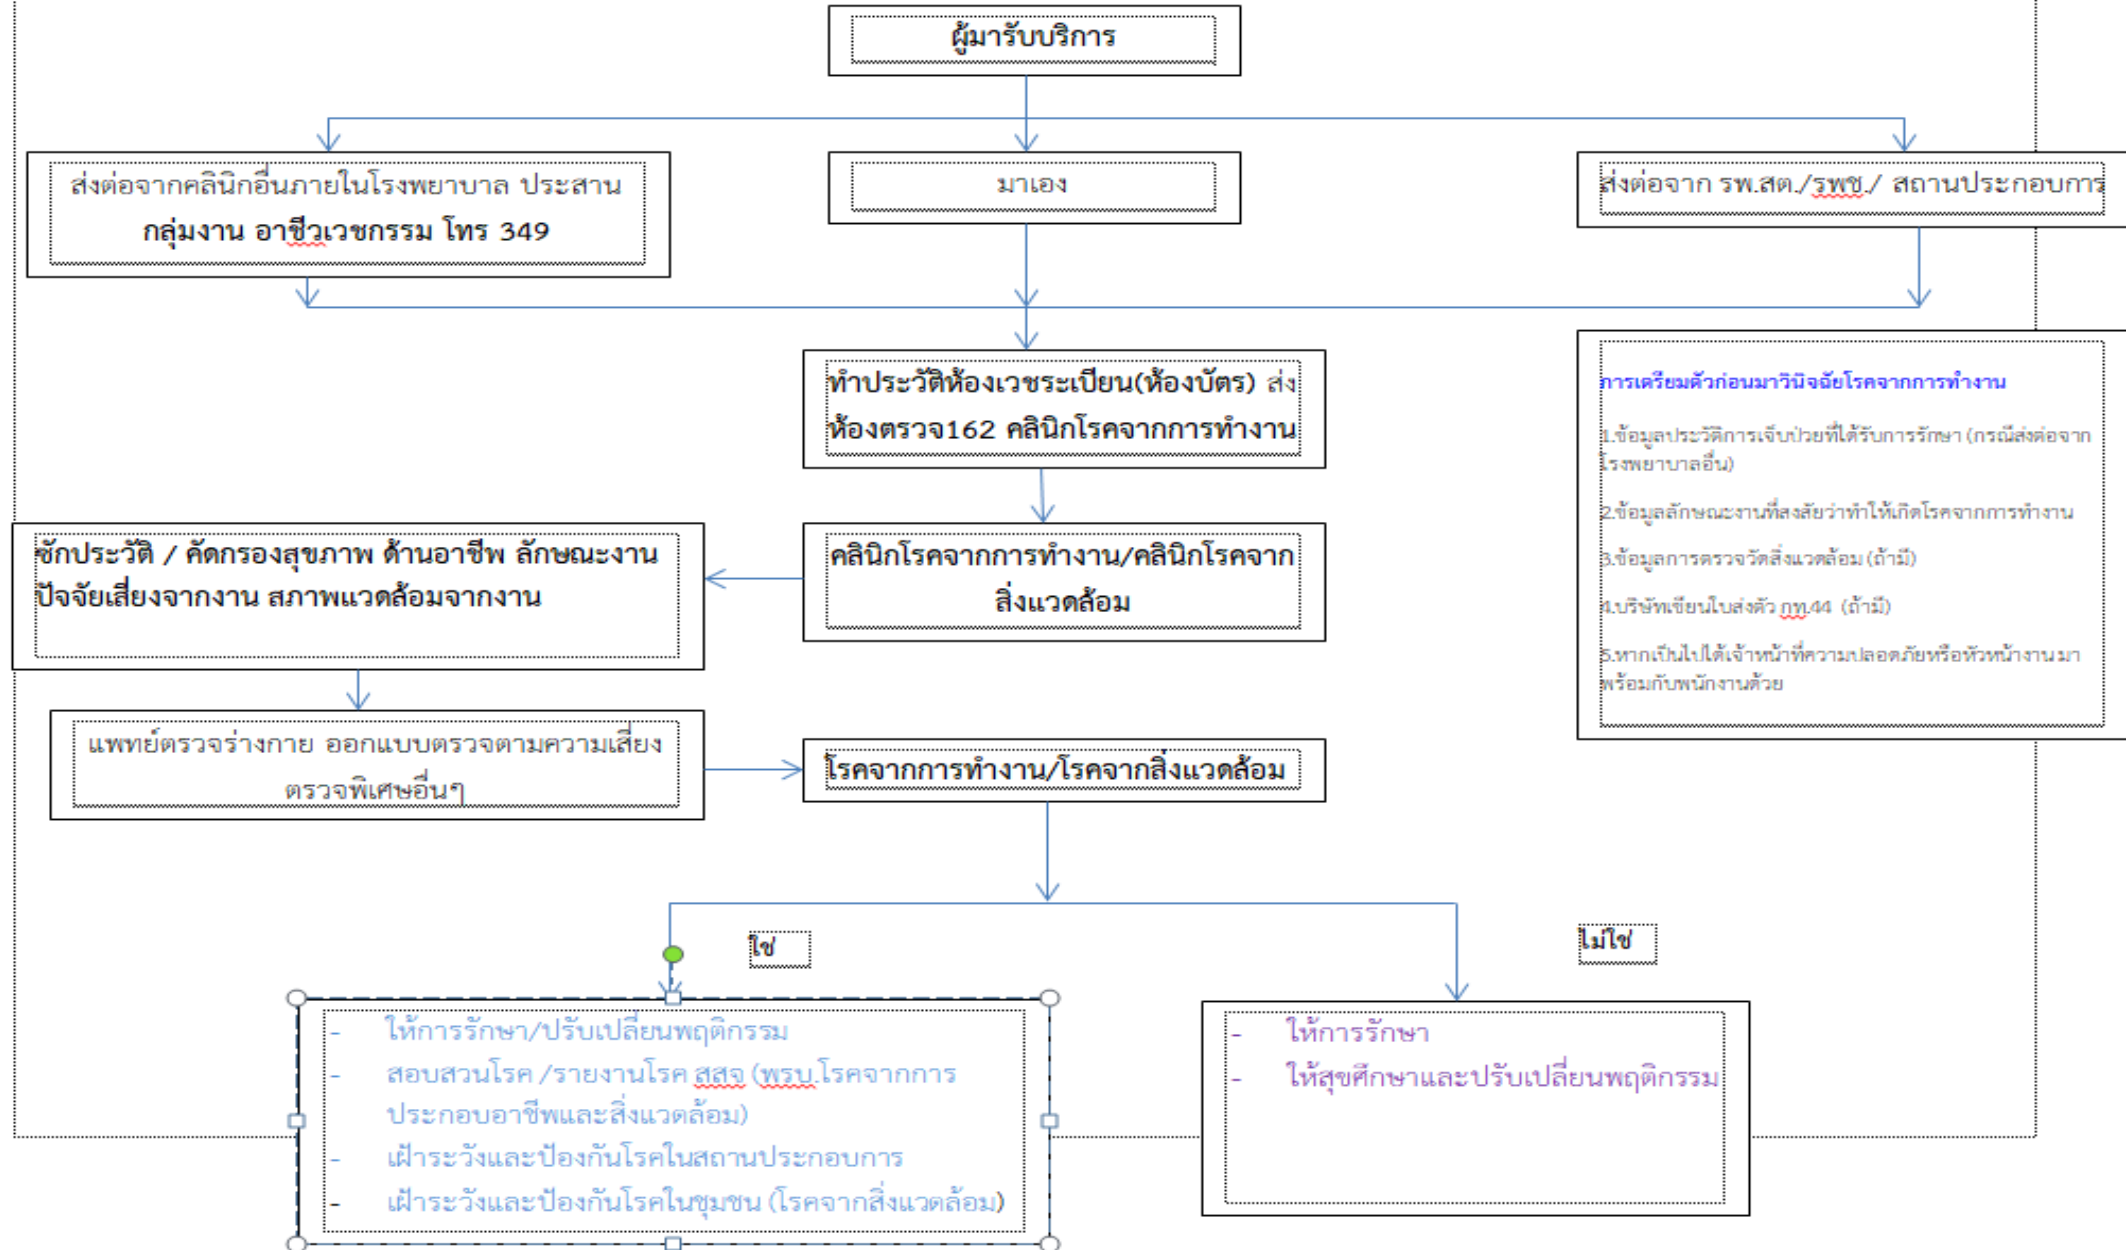 ผู้มารับบริการ
ส่งต่อจากคลินิกอื่นภายในโรงพยาบาล ประสาน
กลุ่มงาน อาชีวเวชกรรม โทร 349
มาเอง
ส่งต่อจาก รพ.สต./รพช./ สถานประกอบการ
ทำประวัติห้องเวชระเบียน(ห้องบัตร) ส่ง
ห้องตรวจ162 คลินิกโรคจากการทำงาน
การเตรียมตัวก่อนมาวินิจฉัยโรคจากการทำงาน
1.ข้อมูลประวัติการเจ็บป่วยที่ได้รับการรักษา (กรณีส่งต่อจาก
โรงพยาบาลอื่น)
2.ข้อมูลลักษณะงานที่สงสัยว่าทำให้เกิดโรคจากการทำงาน
3.ข้อมูลการตรวจวัดสิ่งแวดล้อม (ถ้ามี)
4.บริษัทเขียนใบส่งตัว กท.44 (ถ้ามี)
5.หากเป็นไปได้เจ้าหน้าที่ความปลอดภัยหรือหัวหน้างาน มา
พร้อมกับพนักงานด้วย
คลินิกโรคจากการทำงาน/คลินิกโรคจาก
สิ่งแวดล้อม
ซักประวัติ / คัดกรองสุขภาพ ด้านอาชีพ ลักษณะงาน
ปัจจัยเสี่ยงจากงาน สภาพแวดล้อมจากงาน
แพทย์ตรวจร่างกาย ออกแบบตรวจตามความเสี่ยง
ตรวจพิเศษอื่นๆ
โรคจากการทำงาน/โรคจากสิ่งแวดล้อม
ใช่
ไม่ใช่
- ให้การรักษา/ปรับเปลี่ยนพฤติกรรม
- สอบสวนโรค /รายงานโรค สสจ (พรบ.โรคจากการ
ประกอบอาชีพและสิ่งแวดล้อม)
- เฝ้าระวังและป้องกันโรคในสถานประกอบการ
- เฝ้าระวังและป้องกันโรคในชุมชน (โรคจากสิ่งแวดล้อม)
- ให้การรักษา
- ให้สุขศึกษาและปรับเปลี่ยนพฤติกรรม